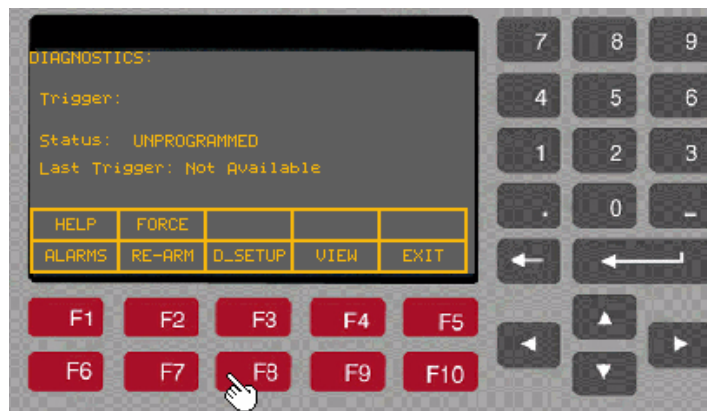 DIAGNOSTICS:
Trigger:
Status: UNPROGRAMMED
Last Trigger: Not Available
HELP FORCE
ALARMS RE-ARM D_SETUP VIEW EXIT
F1 F2 F3 F4 F5
F6 F7 F8 F9 F10
7 8 9
4 5 6
1 2 3
. 0 -